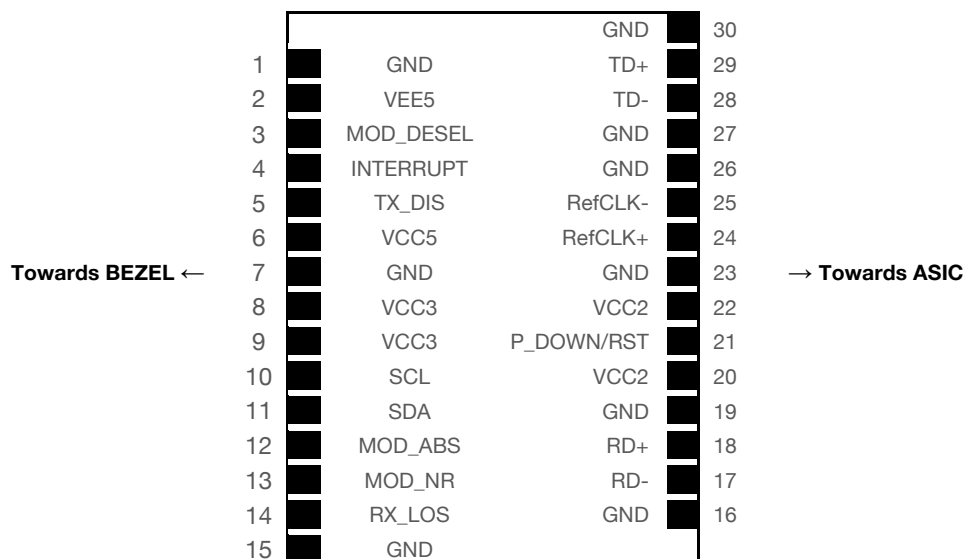 GND 30
1 GND TD+ 29
2 VEE5 TD- 28
3 MOD_DESEL GND 27
4 INTERRUPT GND 26
5 TX_DIS RefCLK- 25
6 VCC5 RefCLK+ 24
Towards BEZEL ← 7 GND GND 23 → Towards ASIC
8 VCC3 VCC2 22
9 VCC3 P_DOWN/RST 21
10 SCL VCC2 20
11 SDA GND 19
12 MOD_ABS RD+ 18
13 MOD_NR RD- 17
14 RX_LOS GND 16
15 GND